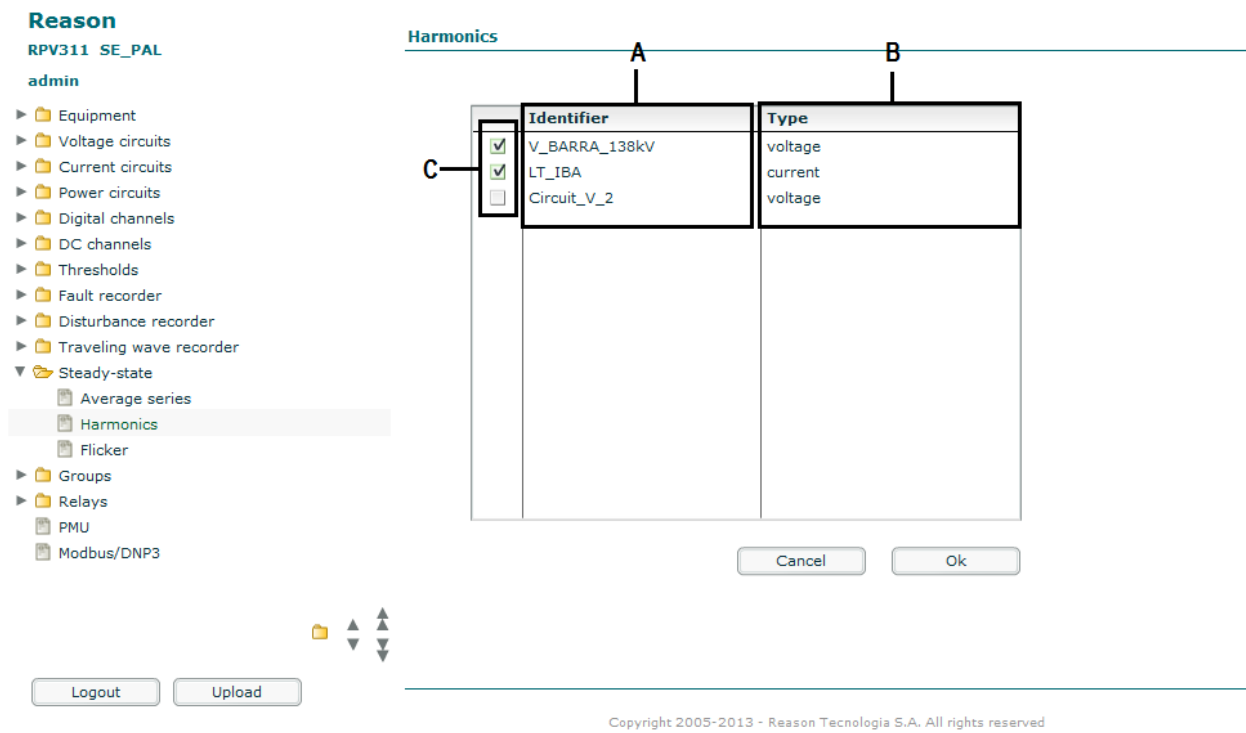 Reason
RPV311 SE_PAL
admin
Equipment
Voltage circuits
Current circuits
Power circuits
Digital channels
DC channels
Thresholds
Fault recorder
Disturbance recorder
Traveling wave recorder
Steady-state
Average series
Harmonics
Flicker
Groups
Relays
PMU
Modbus/DNP3
Logout Upload
Harmonics
A B
Identifier Type
V_BARRA_138kV voltage
C LT_IBA current
Circuit_V_2 voltage
Cancel Ok
Copyright 2005-2013 - Reason Tecnologia S.A. All rights reserved